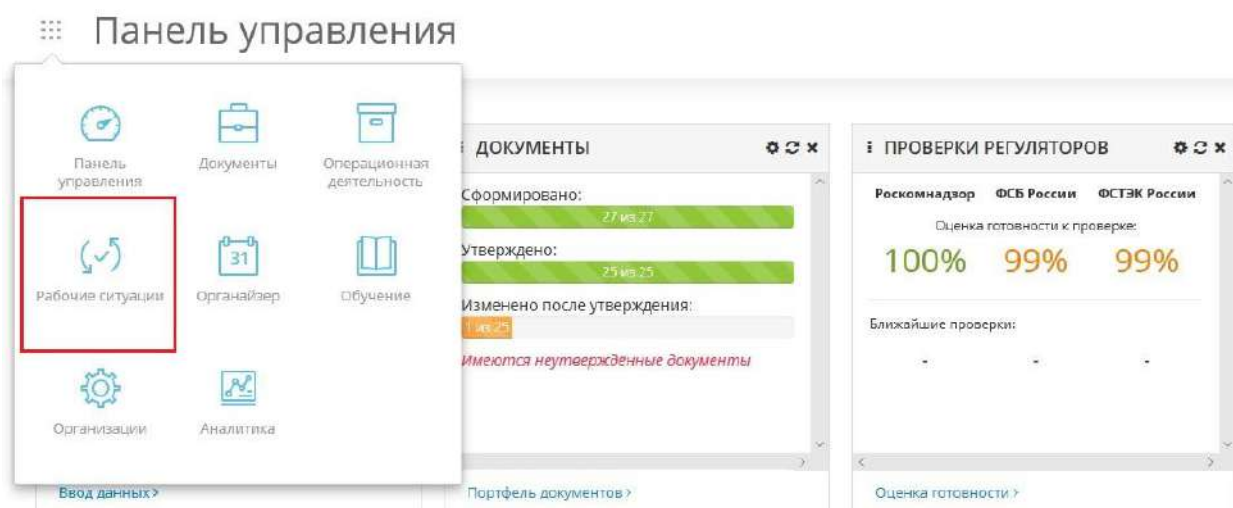 Панель управления
Панель
управления
Документы
Операционная
деятельность
Рабочие ситуации
31
Органайзер
Обучение
Организации
Аналитика
Ввод данных>
ДОКУМЕНТЫ
Сформировано:
27 из 27
Утверждено:
25 из 25
Изменено после утверждения:
1 из 25
Имеются неутвержденные документы
Портфель документов>
ПРОВЕРКИ РЕГУЛЯТОРОВ
Роскомнадзор ФСБ России ФСТЭК России
Оценка готовности к проверке:
100% 99% 99%
Ближайшие проверки:
- - -
Оценка готовности>